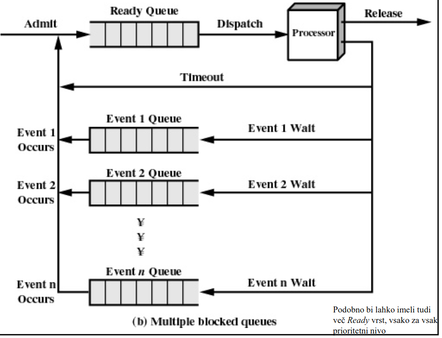 Ready Queue
Release
Admit
Dispatch
Processor
Timeout
Event 1 Queue
Event 1
Occurs
Event 1 Wait
Event 2 Queue
Event 2
Occurs
Event 2 Wait
¥
¥
¥
Event n Queue
Event n
Occurs
Event n Wait
(b) Multiple blocked queues
Podobno bi lahko imeli tudi
več Ready vrst, vsako za vsak
prioritetni nivo